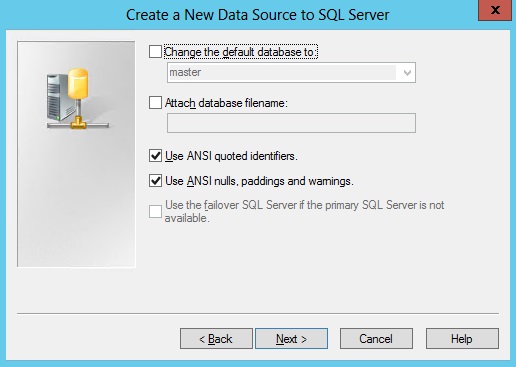 Create a New Data Source to SQL Server
x
Change the default database to:
master
Attach database filename:
Use ANSI quoted identifiers.
Use ANSI nulls, paddings and warnings.
Use the failover SQL Server if the primary SQL Server is not
available.
< Back
Next >
Cancel
Help